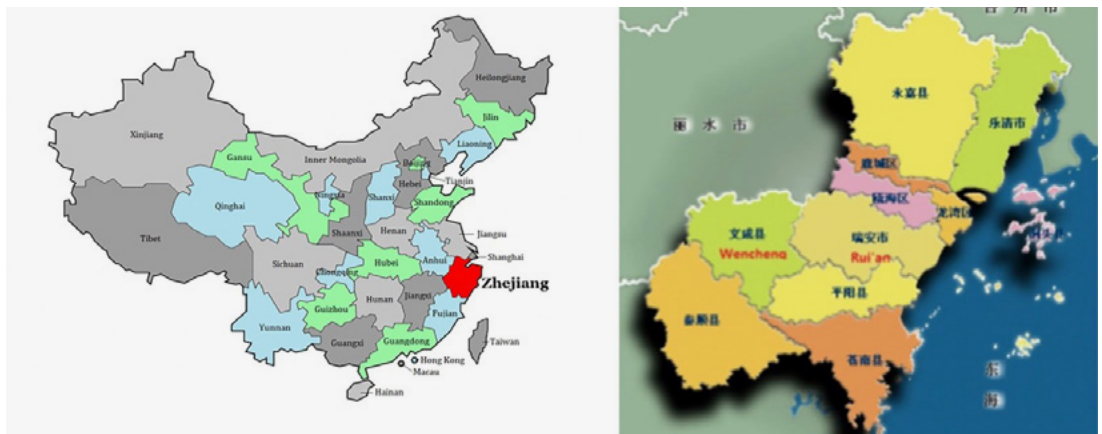 Heilongjiang
Jilin
Xinjiang
Liaoning
Gansu
Inner Mongolia
Beijing
Tianjin
Ningxia
Hebei
Shanxi
Qinghai
Shandong
Shaanxi
Henan
Jiangsu
Tibet
Shanghai
Sichuan
Anhui
Hubei
Chongqing
Zhejiang
Hunan
Jiangxi
Guizhou
Fujian
Yunnan
Guangxi
Guangdong
Taiwan
Hong Kong
Macau
Hainan
台州市
永嘉县
乐清市
丽水市
鹿城区
瓯海区
龙湾区
文成县
Wencheng
瑞安市
Rui'an
平阳县
泰顺县
苍南县
东
海